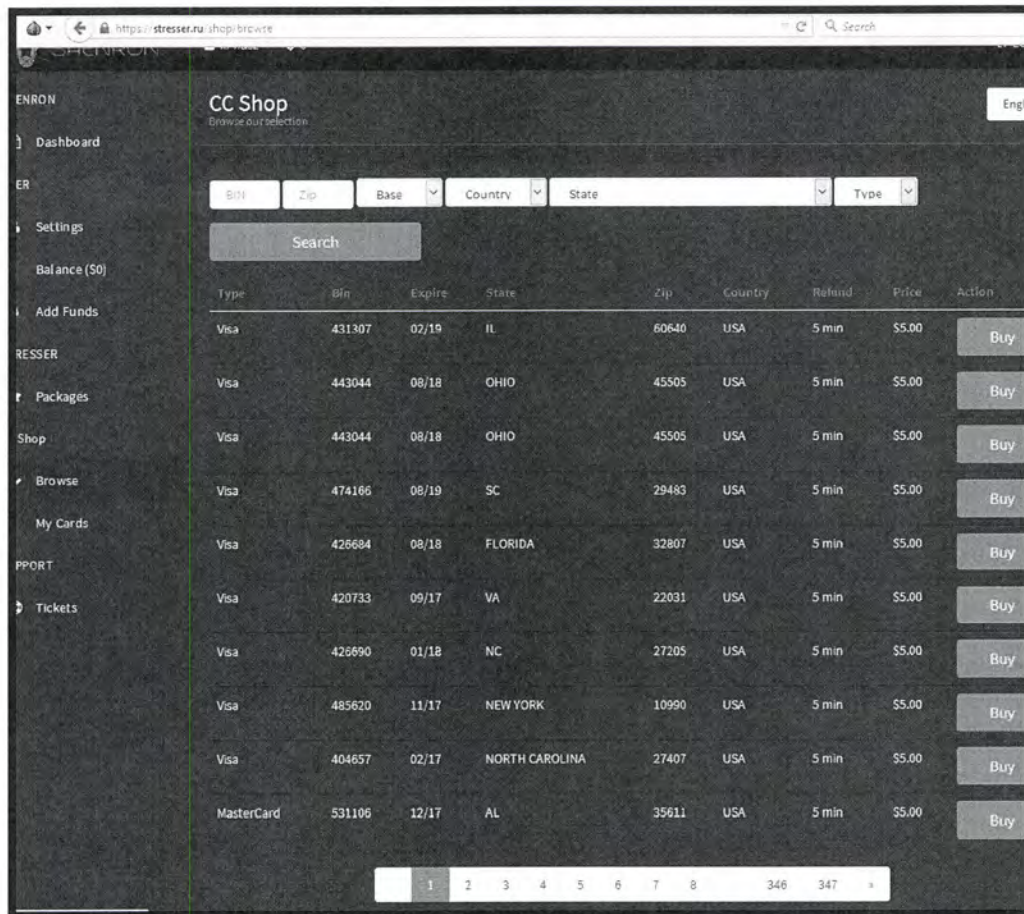 https://stresser.ru/shop/browse
Search
SHENRON
ENRON
Dashboard
ER
Settings
Balance ($0)
Add Funds
RESSER
Packages
Shop
Browse
My Cards
PPORT
Tickets
CC Shop
Browse our selection
Engl
BIN Zip Base Country State Type
Search
Type Bin Expire State Zip Country Refund Price Action
Visa 431307 02/19 IL 60640 USA 5 min $5.00 Buy
Visa 443044 08/18 OHIO 45505 USA 5 min $5.00 Buy
Visa 443044 08/18 OHIO 45505 USA 5 min $5.00 Buy
Visa 474166 08/19 SC 29483 USA 5 min $5.00 Buy
Visa 426684 08/18 FLORIDA 32807 USA 5 min $5.00 Buy
Visa 420733 09/17 VA 22031 USA 5 min $5.00 Buy
Visa 426690 01/18 NC 27205 USA 5 min $5.00 Buy
Visa 485620 11/17 NEW YORK 10990 USA 5 min $5.00 Buy
Visa 404657 02/17 NORTH CAROLINA 27407 USA 5 min $5.00 Buy
MasterCard 531106 12/17 AL 35611 USA 5 min $5.00 Buy
1 2 3 4 5 6 7 8 346 347 »